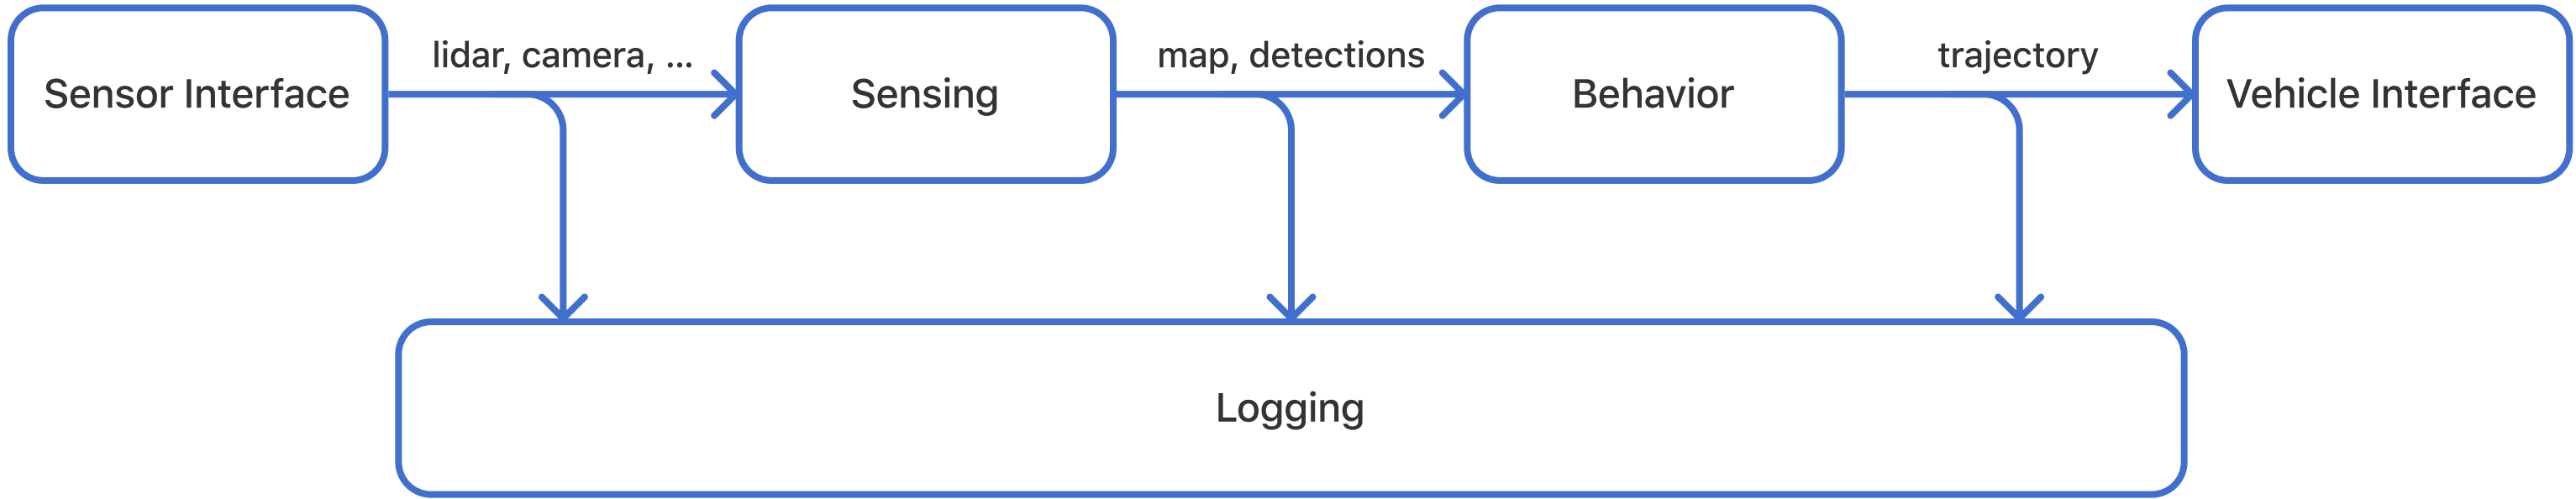 lidar, camera, ...
map, detections
trajectory
Sensor Interface
Sensing
Behavior
Vehicle Interface
Logging